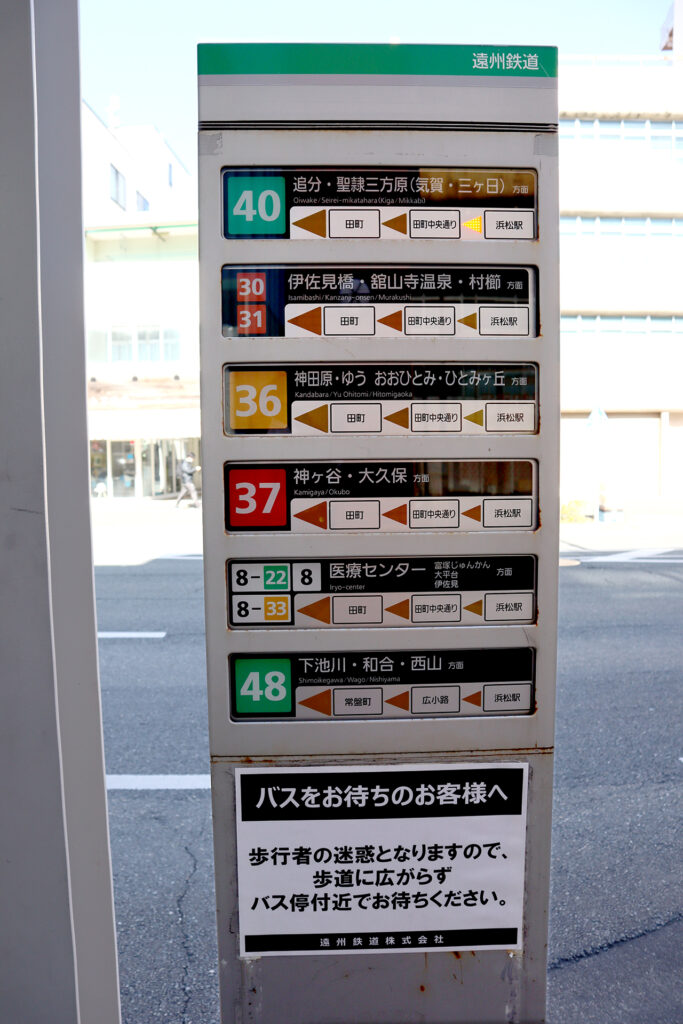 遠州鉄道
40 追分・聖隷三方原(気賀・三ヶ日) 方面
Oiwake/Seirei-mikatahara(Kiga/Mikkabi)
田町 田町中央通り 浜松駅
30 伊佐見橋・舘山寺温泉・村櫛 方面
Isamibashi/Kanzanji-onsen/Murakushi
31 田町 田町中央通り 浜松駅
36 神田原・ゆう おおひとみ・ひとみヶ丘 方面
Kandabara/Yu Ohitomi/Hitomigaoka
田町 田町中央通り 浜松駅
37 神ヶ谷・大久保 方面
Kamigaya/Okubo
田町 田町中央通り 浜松駅
8-22 8 医療センター 富塚じゅんかん 方面
大平台
伊佐見
Iryo-center
8-33 田町 田町中央通り 浜松駅
48 下池川・和合・西山 方面
Shimoikegawa/Wago/Nishiyama
常盤町 広小路 浜松駅
バスをお待ちのお客様へ
歩行者の迷惑となりますので、
歩道に広がらず
バス停付近でお待ちください。
遠州鉄道株式会社